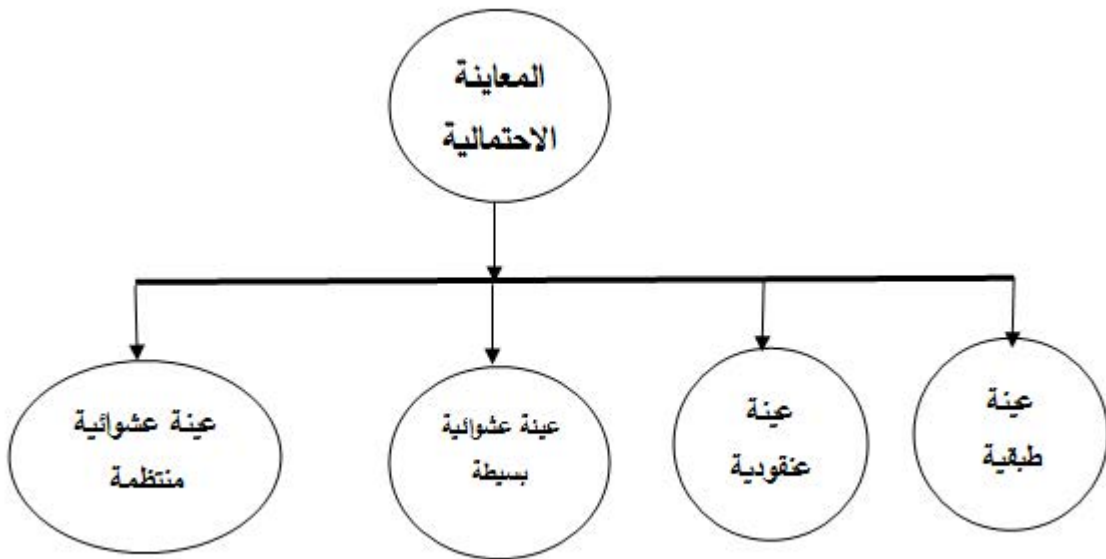 المعاينة
الاحتمالية
عينة
طبقية
عينة
عنقودية
عينة عشوائية
بسيطة
عينة عشوائية
منتظمة